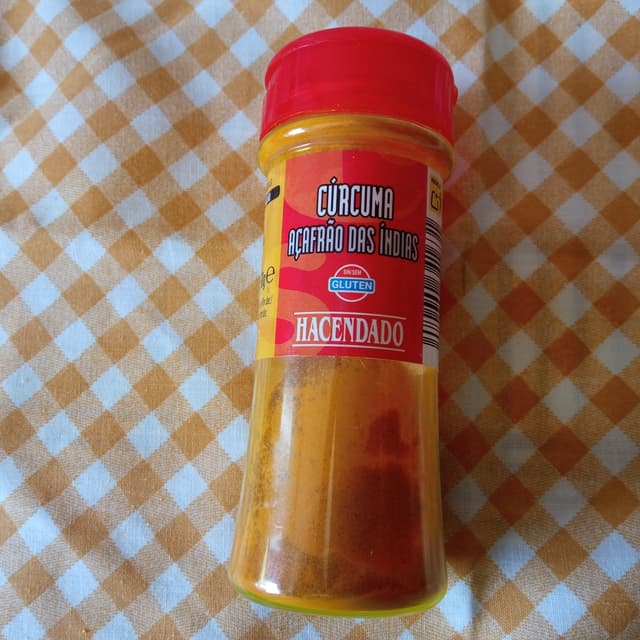 CÚRCUMA
AÇAFRÃO DAS ÍNDIAS
SIN/SEM
GLUTEN
HACENDADO